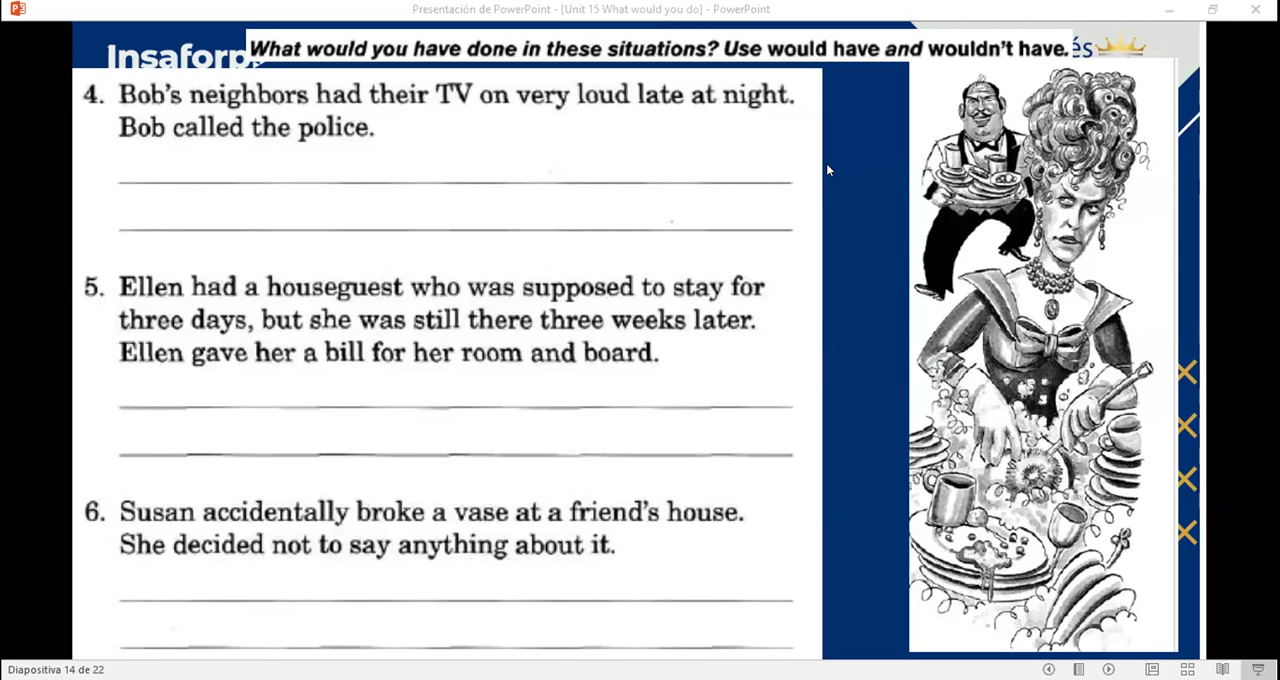 Presentación de PowerPoint - [Unit 15 What would you do] - PowerPoint
Insaforp
What would you have done in these situations? Use would have and wouldn't have.
és
4. Bob's neighbors had their TV on very loud late at night.
Bob called the police.
5. Ellen had a houseguest who was supposed to stay for
three days, but she was still there three weeks later.
Ellen gave her a bill for her room and board.
6. Susan accidentally broke a vase at a friend's house.
She decided not to say anything about it.
Diapositiva 14 de 22